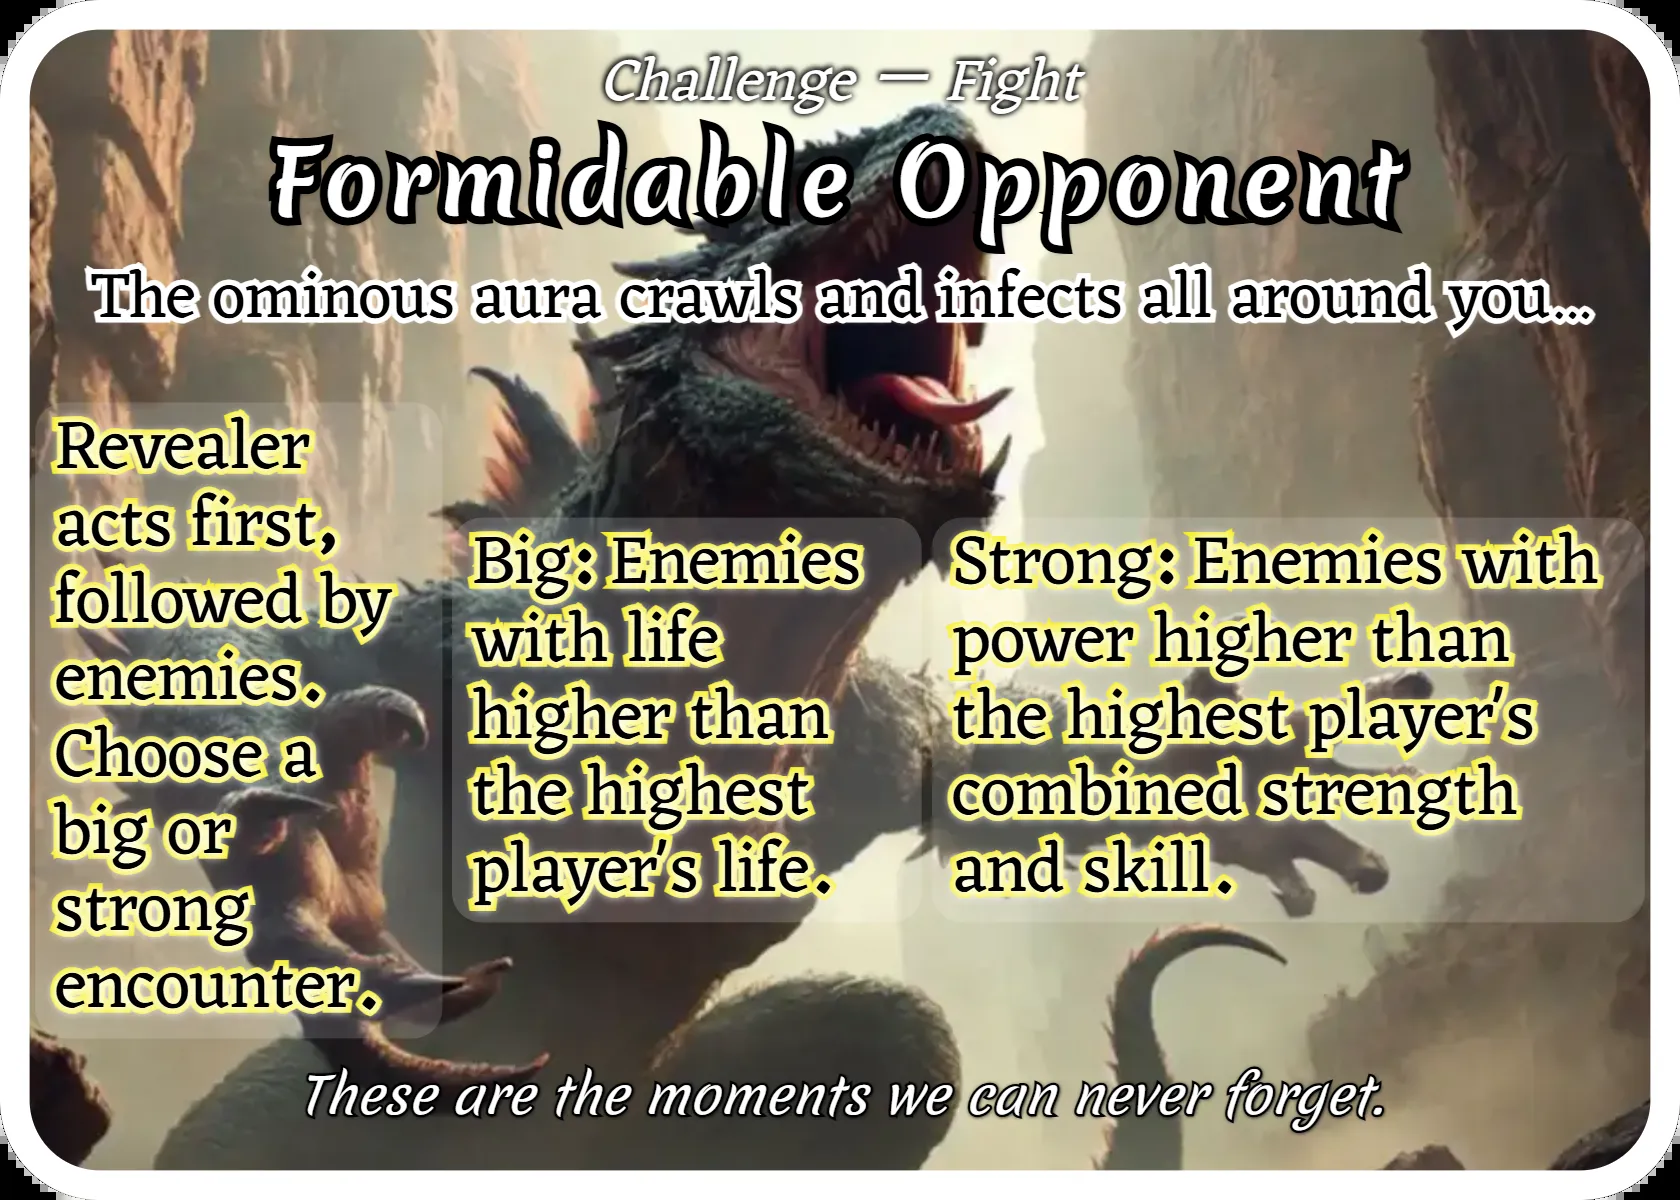 Challenge — Fight
Formidable Opponent
The ominous aura crawls and infects all around you...
Revealer
acts first,
followed by
enemies.
Choose a
big or
strong
encounter.
Big: Enemies
with life
higher than
the highest
player's life.
Strong: Enemies with
power higher than
the highest player's
combined strength
and skill.
These are the moments we can never forget.